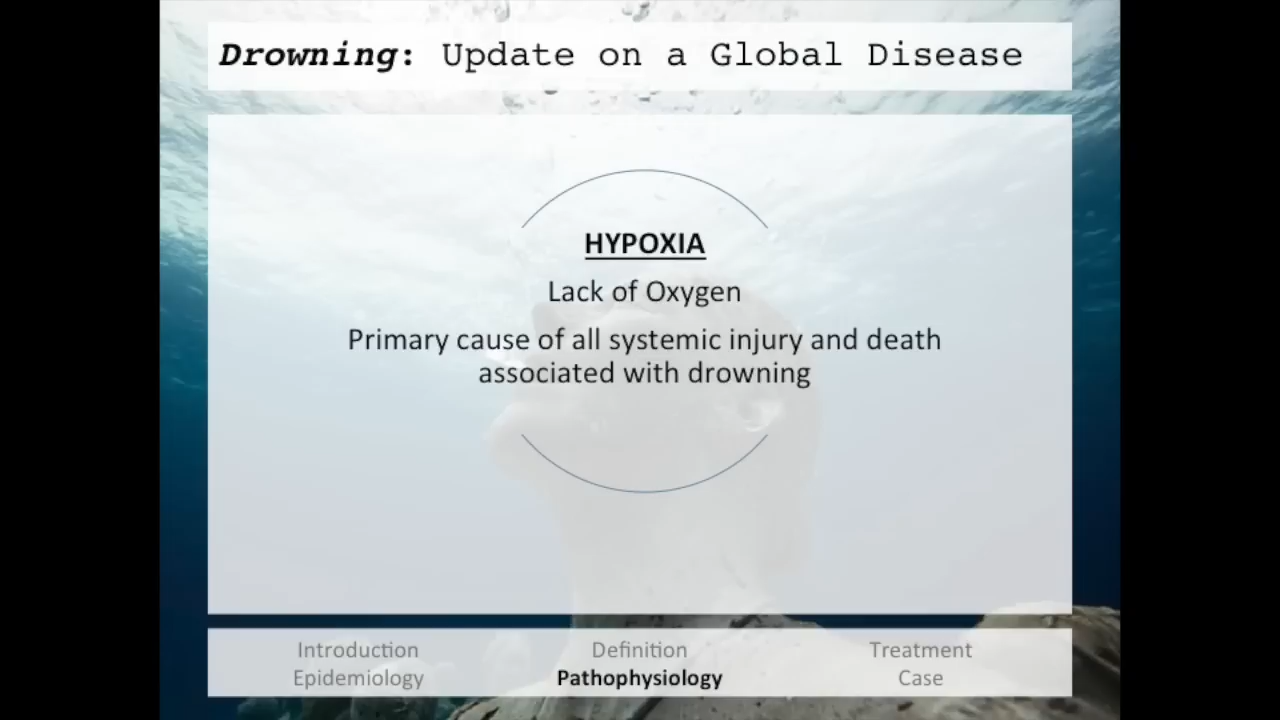 Drowning: Update on a Global Disease
HYPOXIA
Lack of Oxygen
Primary cause of all systemic injury and death
associated with drowning
Introduction
Epidemiology
Definition
Pathophysiology
Treatment
Case